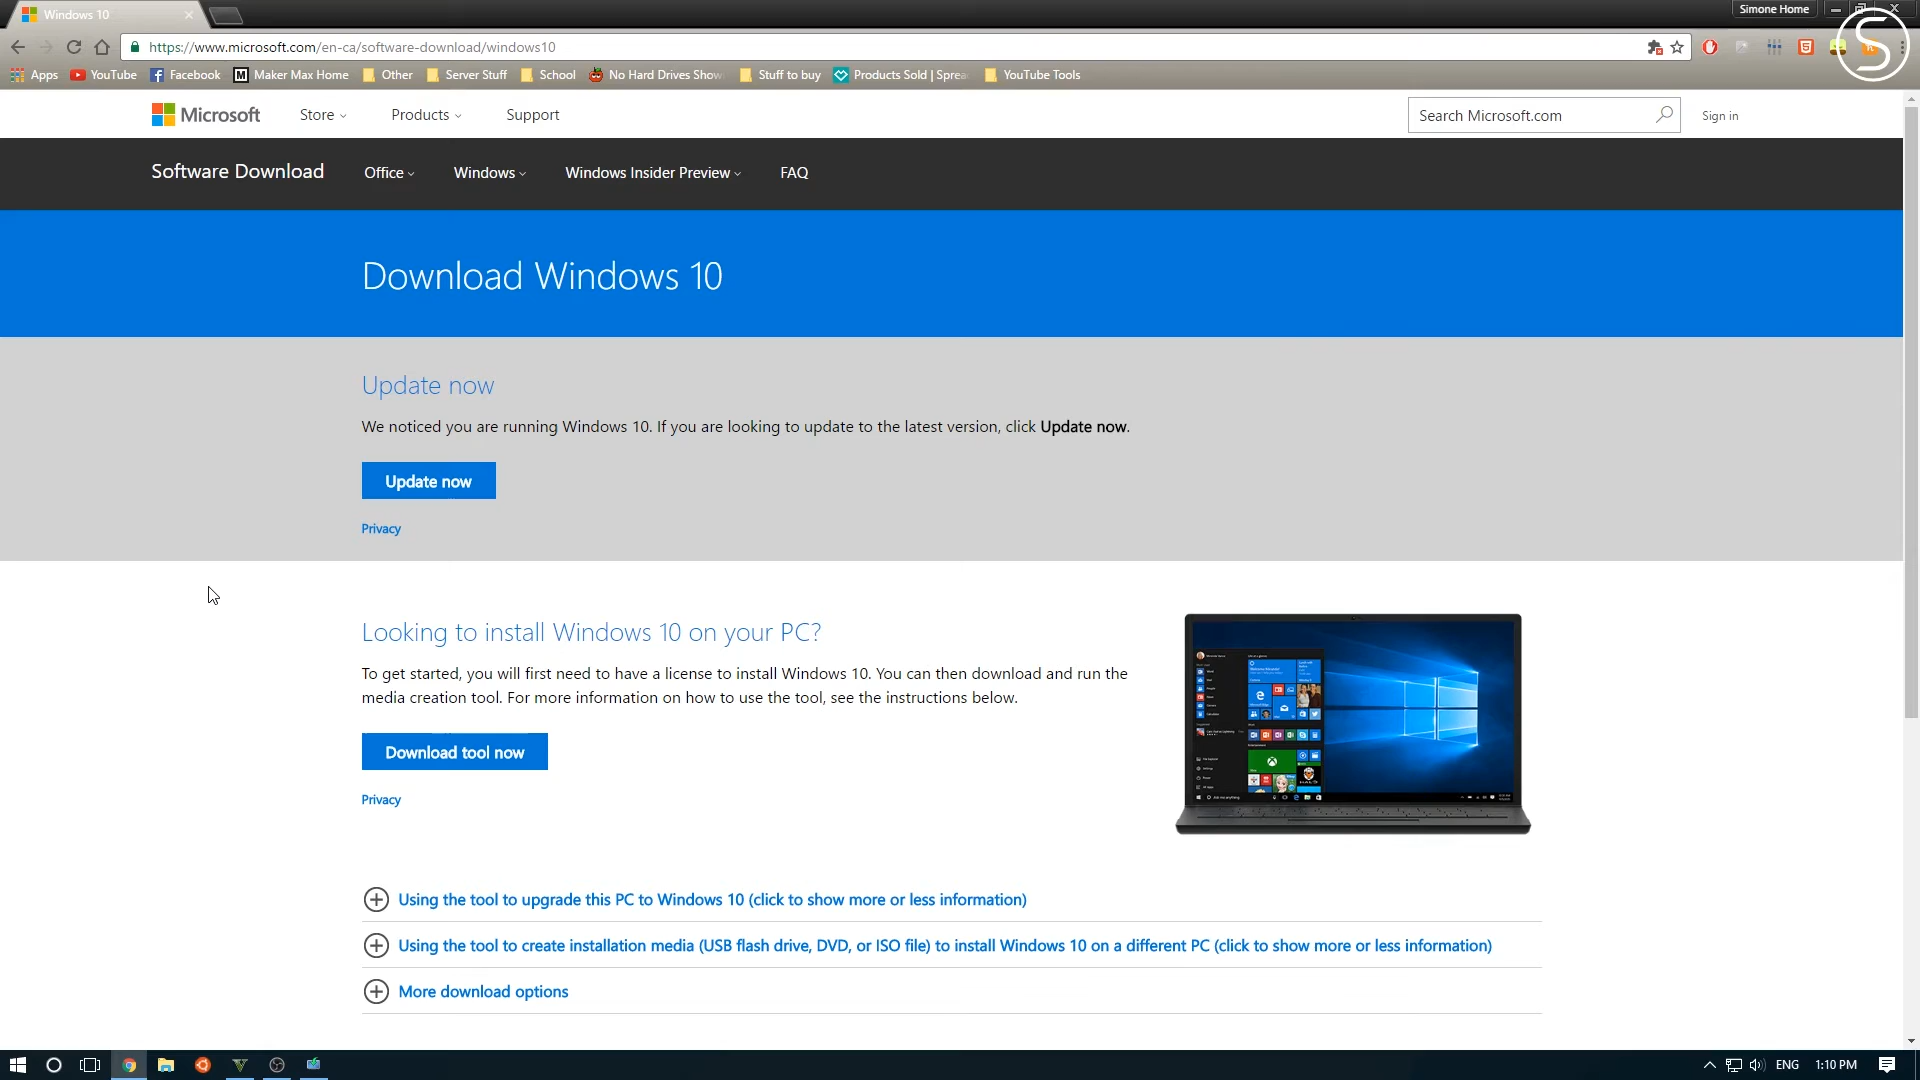 Windows 10
Simone Home
https://www.microsoft.com/en-ca/software-download/windows10
Apps YouTube Facebook Maker Max Home Other Server Stuff School No Hard Drives Show Stuff to buy Products Sold | Sprea YouTube Tools
Microsoft Store Products Support Search Microsoft.com Sign in
Software Download Office Windows Windows Insider Preview FAQ
Download Windows 10
Update now
We noticed you are running Windows 10. If you are looking to update to the latest version, click Update now.
Update now
Privacy
Looking to install Windows 10 on your PC?
To get started, you will first need to have a license to install Windows 10. You can then download and run the
media creation tool. For more information on how to use the tool, see the instructions below.
Download tool now
Privacy
Using the tool to upgrade this PC to Windows 10 (click to show more or less information)
Using the tool to create installation media (USB flash drive, DVD, or ISO file) to install Windows 10 on a different PC (click to show more or less information)
More download options
ENG 1:10 PM